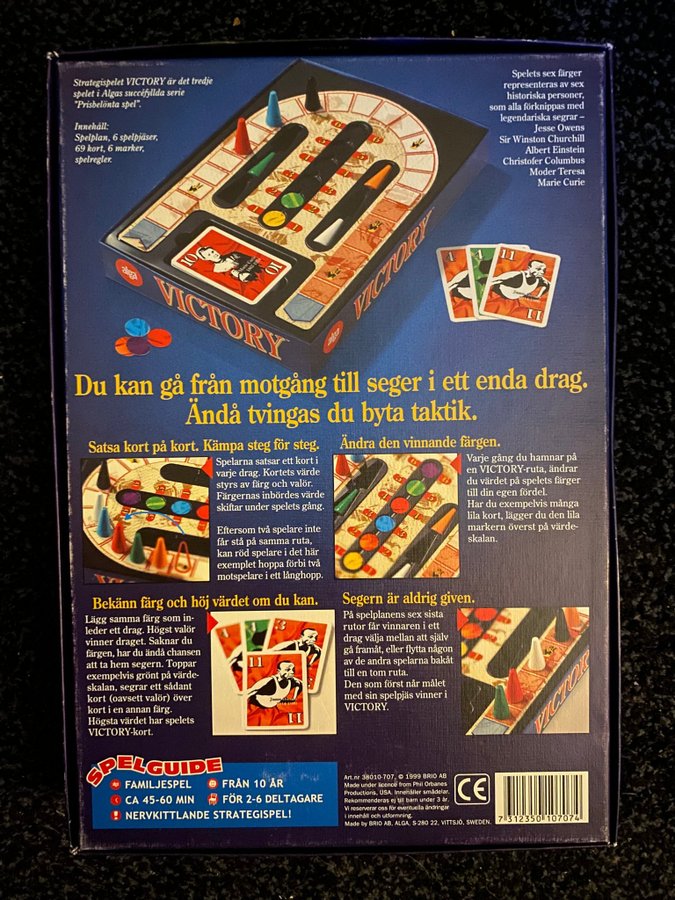 Strategispelet VICTORY är det tredje
spelet i Algas succéfyllda serie
"Prisbelönta spel".
Innehåll:
Spelplan, 6 spelpjäser,
69 kort, 6 marker,
spelregler.
Spelets sex färger
representeras av sex
historiska personer,
som alla förknippas med
legendariska segrar –
Jesse Owens
Sir Winston Churchill
Albert Einstein
Christofer Columbus
Moder Teresa
Marie Curie
10
10
alga
VICTORY
alga
VICTORY
4
4
11
11
Du kan gå från motgång till seger i ett enda drag.
Ändå tvingas du byta taktik.
Satsa kort på kort. Kämpa steg för steg.
Spelarna satsar ett kort i
varje drag. Kortets värde
styrs av färg och valör.
Färgernas inbördes värde
skiftar under spelets gång.
Eftersom två spelare inte
får stå på samma ruta,
kan röd spelare i det här
exemplet hoppa förbi två
motspelare i ett långhopp.
VICTORY
Ändra den vinnande färgen.
Varje gång du hamnar på
en VICTORY-ruta, ändrar
du värdet på spelets färger
till din egen fördel.
Har du exempelvis många
lila kort, lägger du den lila
markern överst på värde-
skalan.
Bekänn färg och höj värdet om du kan.
Lägg samma färg som in-
leder ett drag. Högst valör
vinner draget. Saknar du
färgen, har du ändå chansen
att ta hem segern. Toppar
exempelvis grönt på värde-
skalan, segrar ett sådant
kort (oavsett valör) över
kort i en annan färg.
Högsta värdet har spelets
VICTORY-kort.
4
3
11
11
Segern är aldrig given.
På spelplanens sex sista
rutor får vinnaren i ett
drag välja mellan att själv
gå framåt, eller flytta någon
av de andra spelarna bakåt
till en tom ruta.
Den som först når målet
med sin spelpjäs vinner i
VICTORY.
VICTORY
SPELGUIDE
FAMILJESPEL
FRÅN 10 ÅR
CA 45-60 MIN
FÖR 2-6 DELTAGARE
NERVKITTLANDE STRATEGISPEL!
Art.nr 38010-707, © 1999 BRIO AB
Made under licence from Phil Orbanes
Productions, USA. Innehåller smådelar.
Rekommenderas ej till barn under 3 år.
Vi reserverar oss för eventuella ändringar
i innehåll och utformning.
Made by BRIO AB, ALGA, S-280 22, VITTSJÖ, SWEDEN.
CE
7 312350 107074